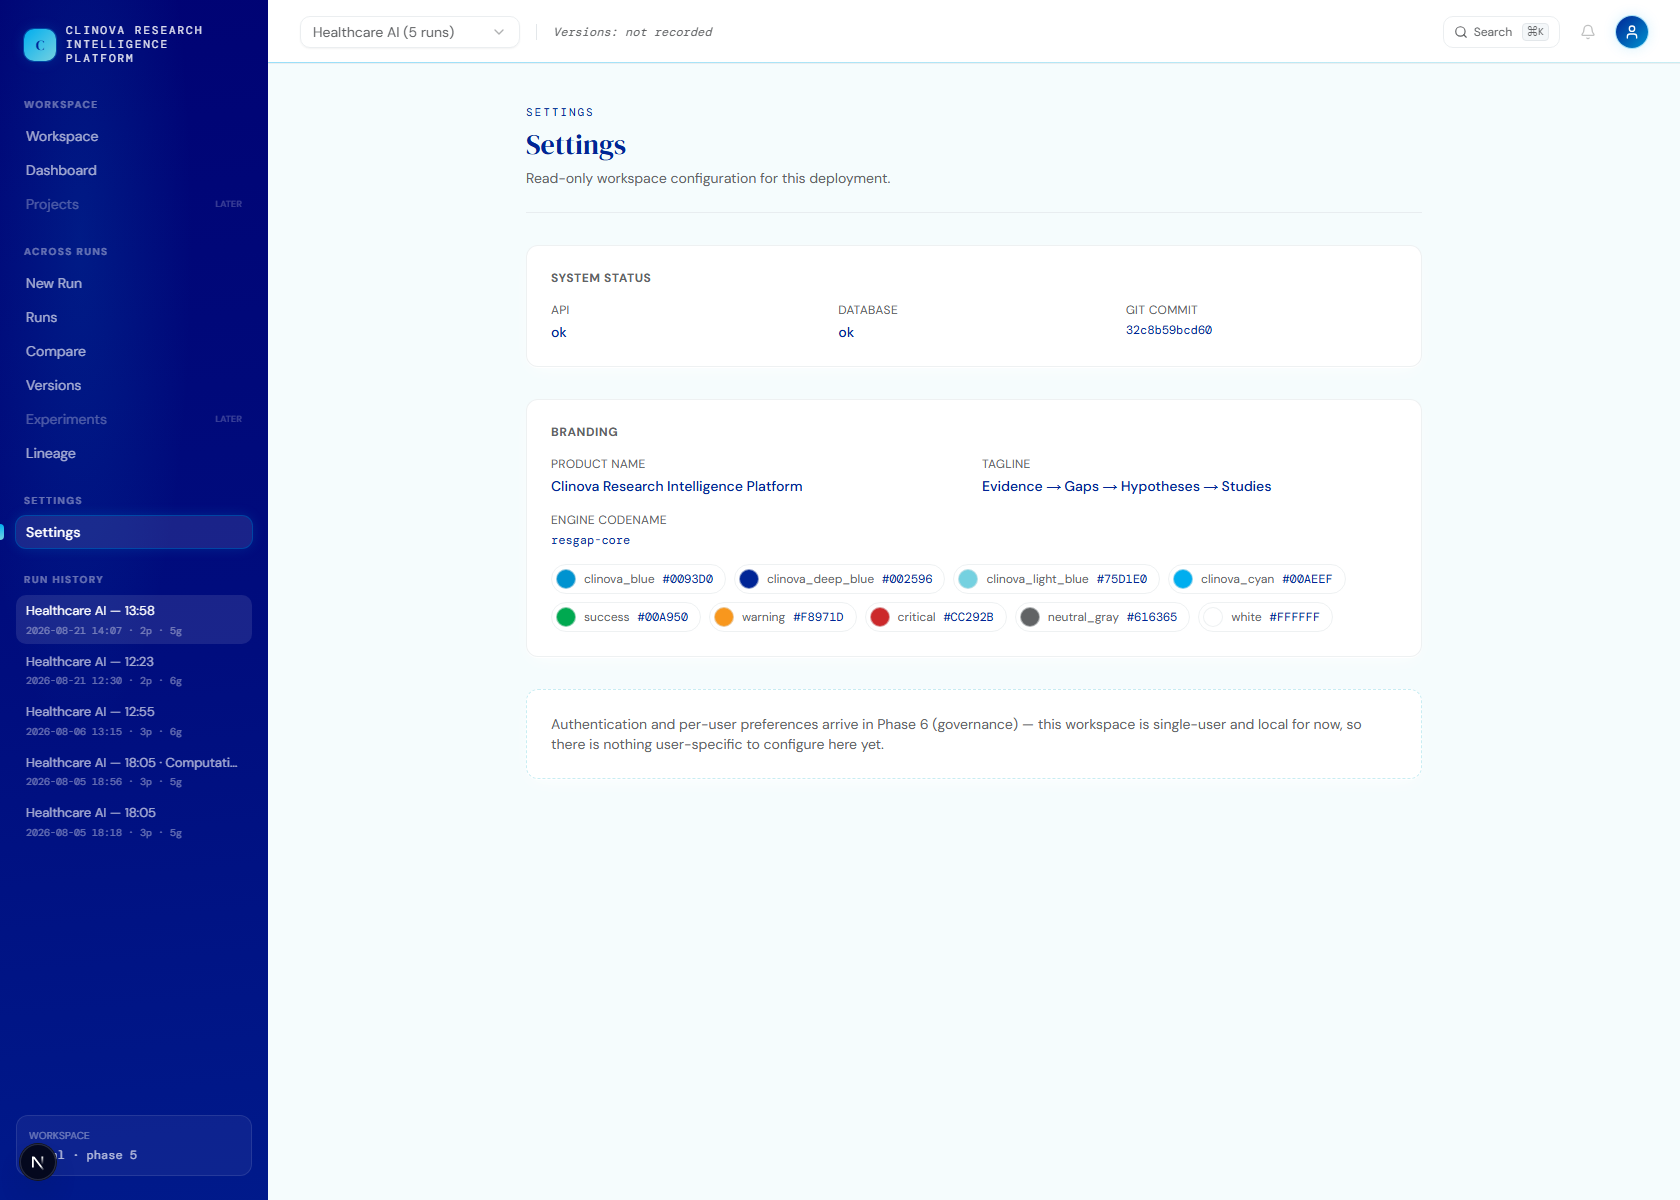 C
CLINOVA RESEARCH
INTELLIGENCE
PLATFORM
WORKSPACE
Workspace
Dashboard
Projects LATER
ACROSS RUNS
New Run
Runs
Compare
Versions
Experiments LATER
Lineage
SETTINGS
Settings
RUN HISTORY
Healthcare AI — 13:58
2026-08-21 14:07 · 2p · 5g
Healthcare AI — 12:23
2026-08-21 12:30 · 2p · 6g
Healthcare AI — 12:55
2026-08-06 13:15 · 3p · 6g
Healthcare AI — 18:05 · Computati…
2026-08-05 18:56 · 3p · 5g
Healthcare AI — 18:05
2026-08-05 18:18 · 3p · 5g
WORKSPACE
· phase 5
N
Healthcare AI (5 runs)
Versions: not recorded
Search ⌘K
SETTINGS
Settings
Read-only workspace configuration for this deployment.
SYSTEM STATUS
API DATABASE GIT COMMIT
ok ok 32c8b59bcd60
BRANDING
PRODUCT NAME TAGLINE
Clinova Research Intelligence Platform Evidence → Gaps → Hypotheses → Studies
ENGINE CODENAME
resgap-core
clinova_blue #0093D0 clinova_deep_blue #002596 clinova_light_blue #75D1E0 clinova_cyan #00AEEF
success #00A950 warning #F8971D critical #CC292B neutral_gray #616365 white #FFFFFF
Authentication and per-user preferences arrive in Phase 6 (governance) — this workspace is single-user and local for now, so
there is nothing user-specific to configure here yet.